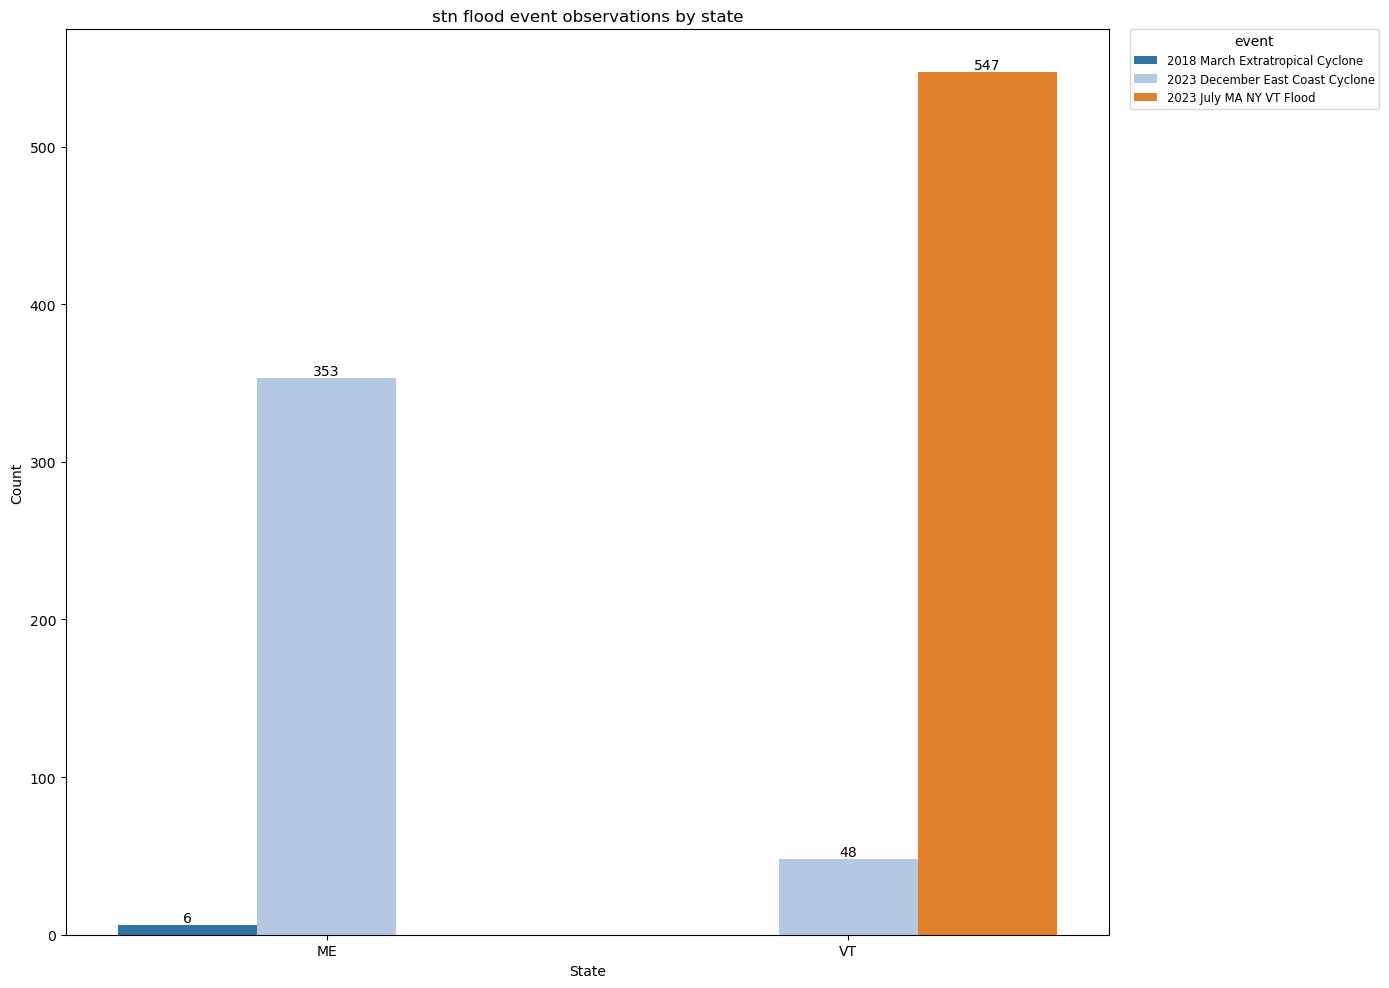 stn flood event observations by state
event
2018 March Extratropical Cyclone
2023 December East Coast Cyclone
2023 July MA NY VT Flood
547
500
400
353
300
Count
200
100
48
6
0
ME
VT
State